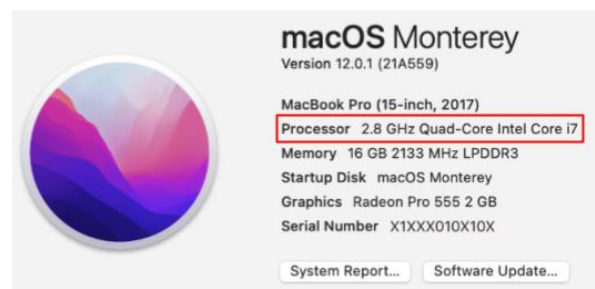 macOS Monterey
Version 12.0.1 (21A559)
MacBook Pro (15-inch, 2017)
Processor 2.8 GHz Quad-Core Intel Core i7
Memory 16 GB 2133 MHz LPDDR3
Startup Disk macOS Monterey
Graphics Radeon Pro 555 2 GB
Serial Number X1XXX010X10X
System Report... Software Update...